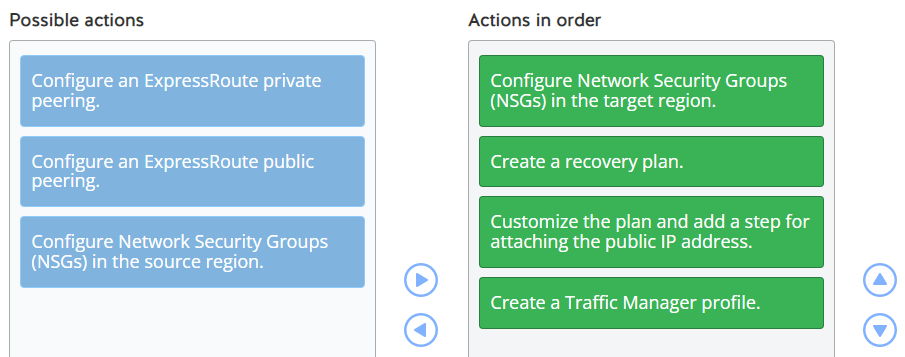 Possible actions
Configure an ExpressRoute private
peering.
Configure an ExpressRoute public
peering.
Configure Network Security Groups
(NSGs) in the source region.
Actions in order
Configure Network Security Groups
(NSGs) in the target region.
Create a recovery plan.
Customize the plan and add a step for
attaching the public IP address.
Create a Traffic Manager profile.